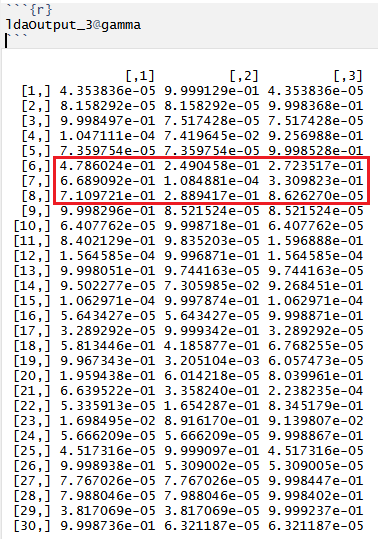 ```{r}
ldaOutput_3@gamma
```
[,1] [,2] [,3]
[1,] 4.353836e-05 9.999129e-01 4.353836e-05
[2,] 8.158292e-05 8.158292e-05 9.998368e-01
[3,] 9.998497e-01 7.517428e-05 7.517428e-05
[4,] 1.047111e-04 7.419645e-02 9.256988e-01
[5,] 7.359754e-05 7.359754e-05 9.998528e-01
[6,] 4.786024e-01 2.490458e-01 2.723517e-01
[7,] 6.689092e-01 1.084881e-04 3.309823e-01
[8,] 7.109721e-01 2.889417e-01 8.626270e-05
[9,] 9.998296e-01 8.521524e-05 8.521524e-05
[10,] 6.407762e-05 9.998718e-01 6.407762e-05
[11,] 8.402129e-01 9.835203e-05 1.596888e-01
[12,] 1.564585e-04 9.996871e-01 1.564585e-04
[13,] 9.998051e-01 9.744163e-05 9.744163e-05
[14,] 9.502277e-05 7.305985e-02 9.268451e-01
[15,] 1.062971e-04 9.997874e-01 1.062971e-04
[16,] 5.643427e-05 5.643427e-05 9.998871e-01
[17,] 3.289292e-05 9.999342e-01 3.289292e-05
[18,] 5.813446e-01 4.185877e-01 6.768255e-05
[19,] 9.967343e-01 3.205104e-03 6.057473e-05
[20,] 1.959438e-01 6.014218e-05 8.039961e-01
[21,] 6.639522e-01 3.358240e-01 2.238235e-04
[22,] 5.335913e-05 1.654287e-01 8.345179e-01
[23,] 1.698495e-02 8.916170e-01 9.139807e-02
[24,] 5.666209e-05 5.666209e-05 9.998867e-01
[25,] 4.517316e-05 9.999097e-01 4.517316e-05
[26,] 9.998938e-01 5.309002e-05 5.309005e-05
[27,] 7.767026e-05 7.767026e-05 9.998447e-01
[28,] 7.988046e-05 7.988046e-05 9.998402e-01
[29,] 3.817069e-05 3.817069e-05 9.999237e-01
[30,] 9.998736e-01 6.321187e-05 6.321187e-05